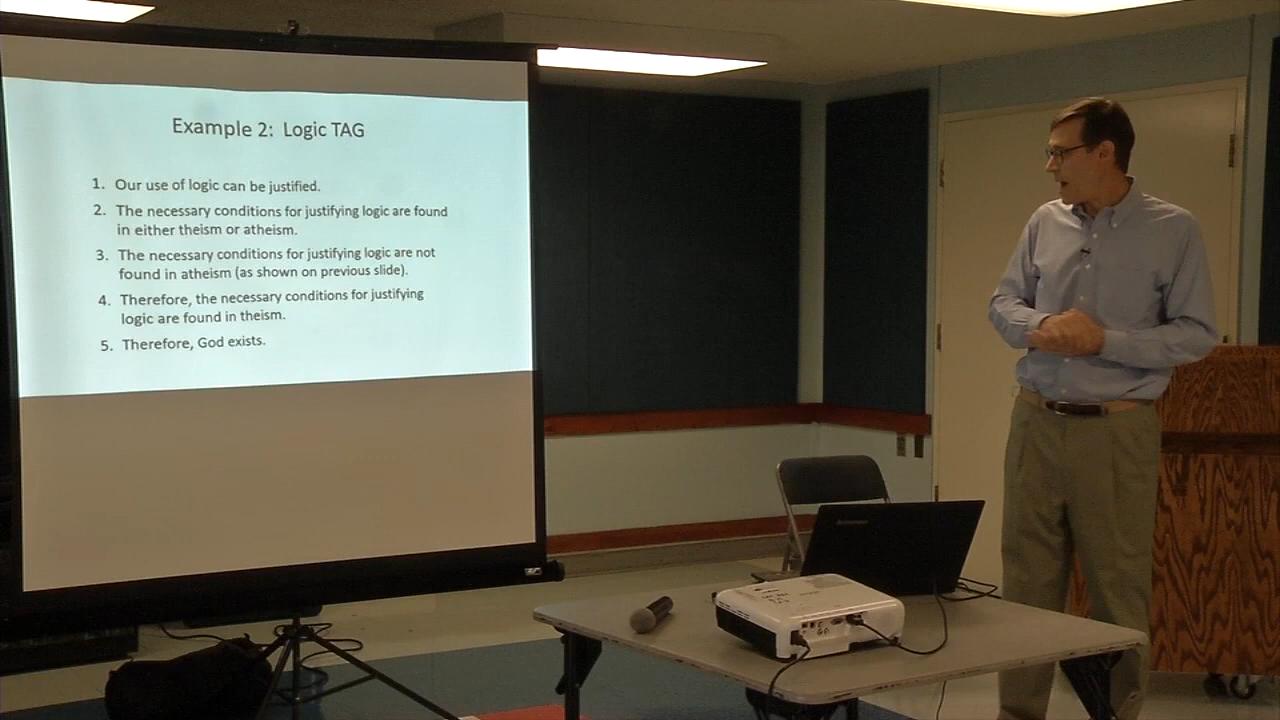 Example 2: Logic TAG
1. Our use of logic can be justified.
2. The necessary conditions for justifying logic are found
in either theism or atheism.
3. The necessary conditions for justifying logic are not
found in atheism (as shown on previous slide).
4. Therefore, the necessary conditions for justifying
logic are found in theism.
5. Therefore, God exists.